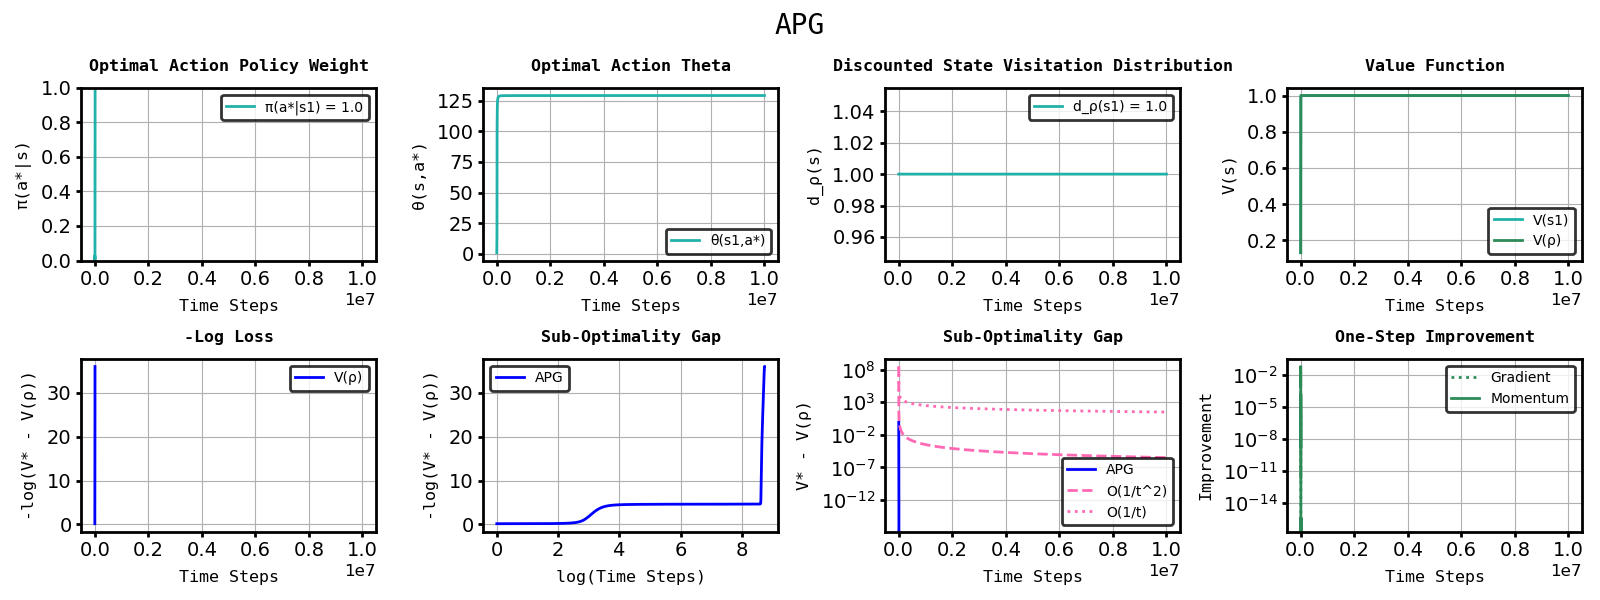 APG
Optimal Action Policy Weight
π(a*|s)
1.0
0.8
0.6
0.4
0.2
0.0
π(a*|s1) = 1.0
0.0 0.2 0.4 0.6 0.8 1.0
1e7
Time Steps
Optimal Action Theta
θ(s,a*)
125
100
75
50
25
0
θ(s1,a*)
0.0 0.2 0.4 0.6 0.8 1.0
1e7
Time Steps
Discounted State Visitation Distribution
d_ρ(s)
1.04
1.02
1.00
0.98
0.96
d_ρ(s1) = 1.0
0.0 0.2 0.4 0.6 0.8 1.0
1e7
Time Steps
Value Function
V(s)
1.0
0.8
0.6
0.4
0.2
V(s1)
V(ρ)
0.0 0.2 0.4 0.6 0.8 1.0
1e7
Time Steps
-Log Loss
-log(V* - V(ρ))
30
20
10
0
V(ρ)
0.0 0.2 0.4 0.6 0.8 1.0
1e7
Time Steps
Sub-Optimality Gap
-log(V* - V(ρ))
30
20
10
0
APG
0 2 4 6 8
log(Time Steps)
Sub-Optimality Gap
V* - V(ρ)
10^8
10^3
10^−2
10^−7
10^−12
APG
O(1/t^2)
O(1/t)
0.0 0.2 0.4 0.6 0.8 1.0
1e7
Time Steps
One-Step Improvement
Improvement
10^−2
10^−5
10^−8
10^−11
10^−14
Gradient
Momentum
0.0 0.2 0.4 0.6 0.8 1.0
1e7
Time Steps